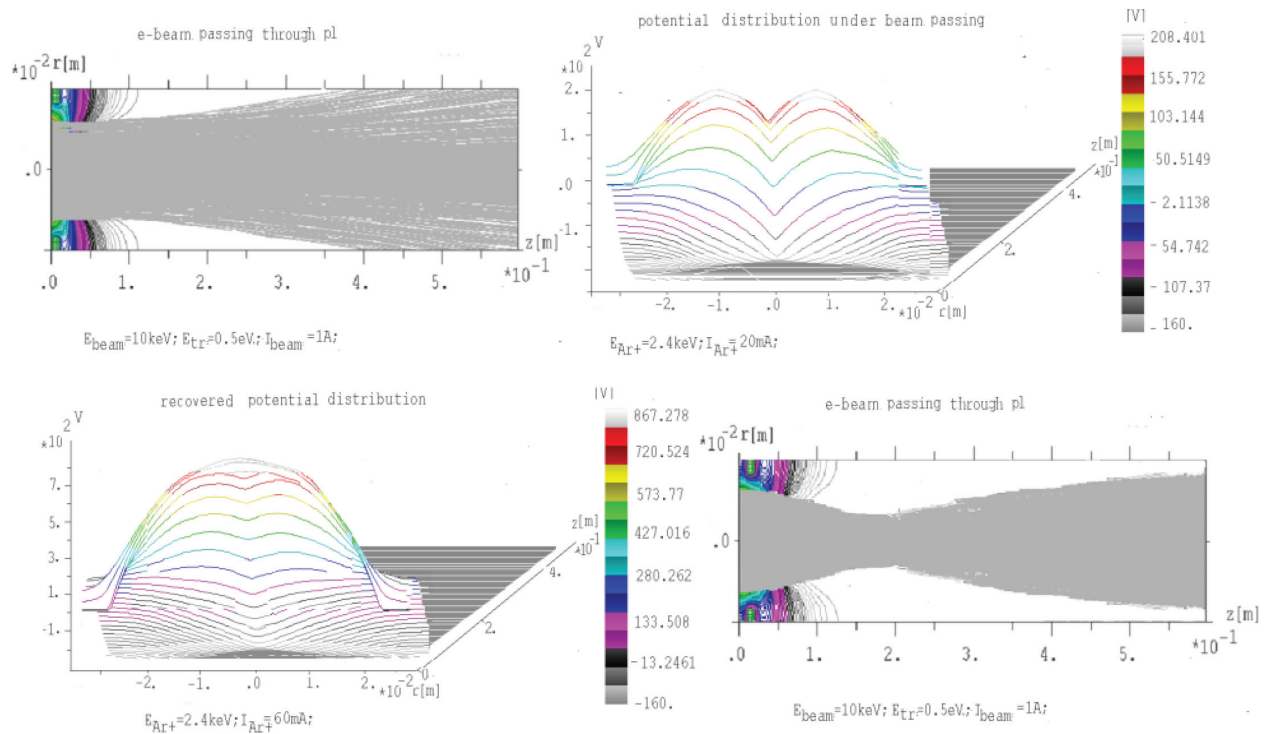 e-beam passing through pl
*10⁻² r[m]
.0
z[m]
.0 1. 2. 3. 4. 5. *10⁻¹
E_beam=10keV; E_tr=0.5eV; I_beam=1A;
potential distribution under beam passing
2 V
*10
2.
1.
.0
-1.
z[m]
*10⁻¹
4.
2.
0
-2. -1. .0 1. 2. *10⁻² r[m]
E_Ar+=2.4keV; I_Ar+=20mA;
[V]
208.401
155.772
103.144
50.5149
-2.1138
-54.742
-107.37
-160.
recovered potential distribution
2 V
*10
7.
5.
3.
1.
-1.
z[m]
*10⁻¹
4.
2.
0
-2. -1. .0 1. 2. *10⁻² r[m]
E_Ar+=2.4keV; I_Ar+=60mA;
[V]
867.278
720.524
573.77
427.016
280.262
133.508
-13.2461
-160.
e-beam passing through pl
*10⁻² r[m]
.0
z[m]
.0 1. 2. 3. 4. 5. *10⁻¹
E_beam=10keV; E_tr=0.5eV; I_beam=1A;